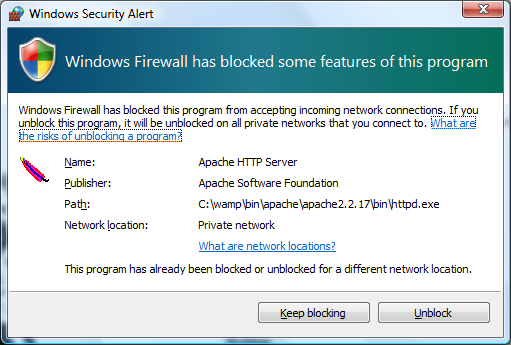 Windows Security Alert
Windows Firewall has blocked some features of this program
Windows Firewall has blocked this program from accepting incoming network connections. If you
unblock this program, it will be unblocked on all private networks that you connect to. What are
the risks of unblocking a program?
Name: Apache HTTP Server
Publisher: Apache Software Foundation
Path: C:\wamp\bin\apache\apache2.2.17\bin\httpd.exe
Network location: Private network
What are network locations?
This program has already been blocked or unblocked for a different network location.
Keep blocking Unblock